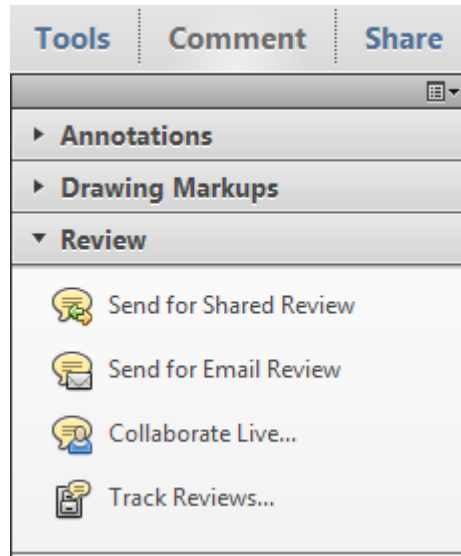 Tools Comment Share
Annotations
Drawing Markups
Review
Send for Shared Review
Send for Email Review
Collaborate Live...
Track Reviews...